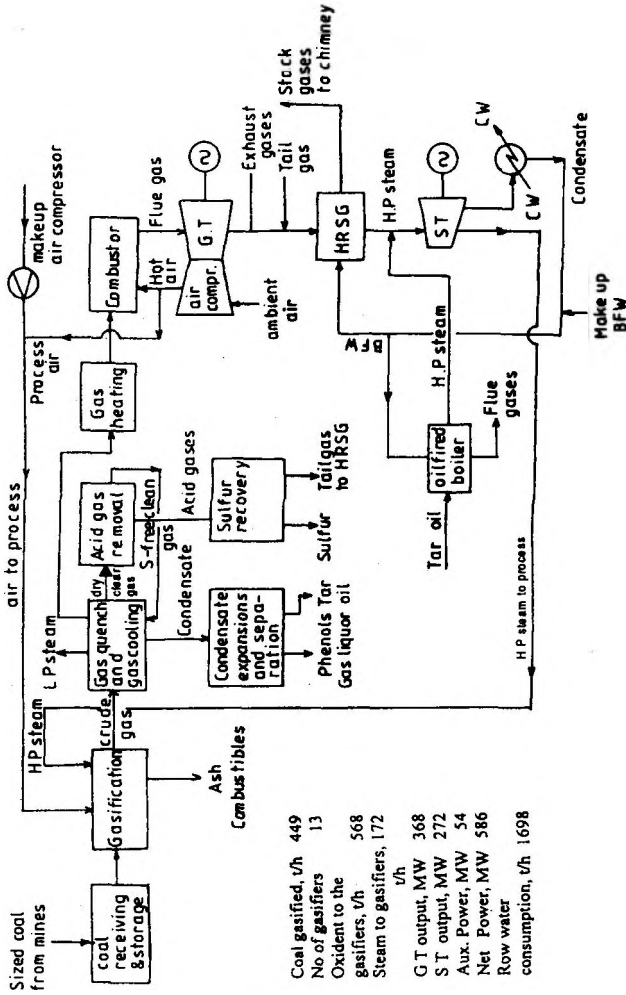 Sized coal
from mines
coal
receiving
&storage
Gasification
HP steam
air to process
crude
gas
Ash
Combustibles
LPsteam
Gas quench
and
gascooling
dry
clean
gas
Acid gas
removal
S-freeclean
gas
Condensate
Condensate
expansions
and sepa-
ration
Phenols Tar
Gas liquor oil
Acid gases
Sulfur
recovery
Sulfur
Tailgas
to HRSG
Gas
heating
Process
air
makeup
air compressor
Combustor
Flue gas
Hot
air
air
compr.
G.T
ambient
air
Exhaust
gases
Tail
gas
HRSG
Stack
gases
to chimney
H.P steam
ST
CW
CW
Condensate
BFW
H.P steam
Make up
BFW
Tar oil
oilfired
boiler
Flue
gases
HP steam to process
Coal gasified, t/h 449
No of gasifiers 13
Oxident to the
gasifiers, t/h 568
Steam to gasifiers, 172
t/h
G T output, MW 368
S T output, MW 272
Aux. Power, MW 54
Net Power, MW 586
Row water
consumption, t/h 1698